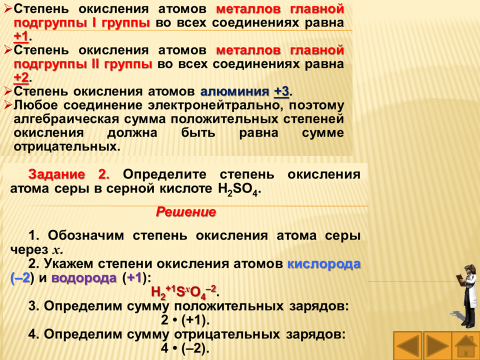 ➢Степень окисления атомов металлов главной
подгруппы I группы во всех соединениях равна
+1.
➢Степень окисления атомов металлов главной
подгруппы II группы во всех соединениях равна
+2.
➢Степень окисления атомов алюминия +3.
➢Любое соединение электронейтрально, поэтому
алгебраическая сумма положительных степеней
окисления должна быть равна сумме
отрицательных.
Задание 2. Определите степень окисления
атома серы в серной кислоте H₂SO₄.
Решение
1. Обозначим степень окисления атома серы
через x.
2. Укажем степени окисления атомов кислорода
(–2) и водорода (+1):
H₂⁺¹SˣO₄⁻².
3. Определим сумму положительных зарядов:
2 • (+1).
4. Определим сумму отрицательных зарядов:
4 • (–2).